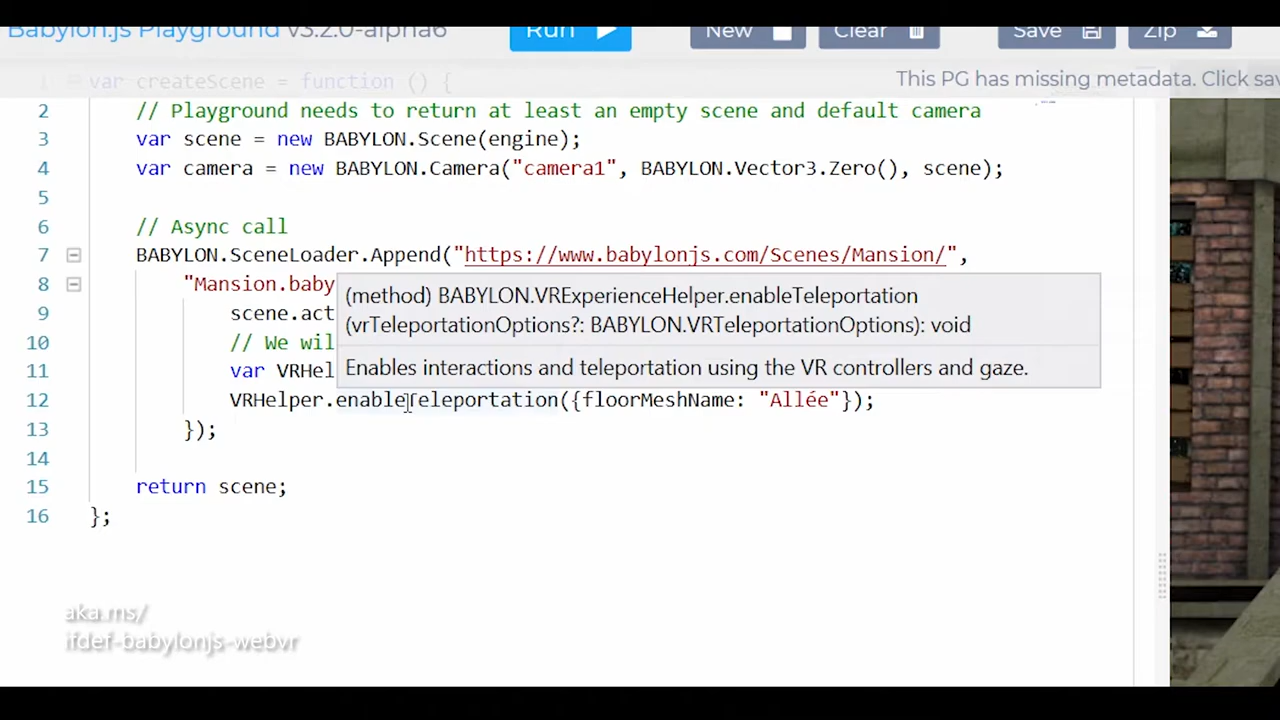 Babylon.js Playground v3.2.0-alpha6
Run New Clear Save Zip
This PG has missing metadata. Click sav
1 var createScene = function () {
2 // Playground needs to return at least an empty scene and default camera
3 var scene = new BABYLON.Scene(engine);
4 var camera = new BABYLON.Camera("camera1", BABYLON.Vector3.Zero(), scene);
5
6 // Async call
7 BABYLON.SceneLoader.Append("https://www.babylonjs.com/Scenes/Mansion/",
8 "Mansion.baby
(method) BABYLON.VRExperienceHelper.enableTeleportation
9 scene.act
(vrTeleportationOptions?: BABYLON.VRTeleportationOptions): void
10 // We wil
11 var VRHel
Enables interactions and teleportation using the VR controllers and gaze.
12 VRHelper.enableTeleportation({floorMeshName: "Allée"});
13 });
14
15 return scene;
16 };
aka.ms/
ifdef-babylonjs-webvr